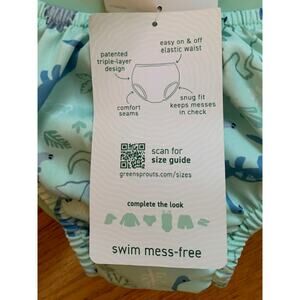 easy on & off
elastic waist
patented
triple-layer
design
snug fit
keeps messes
in check
comfort
seams
scan for
size guide
greensprouts.com/sizes
complete the look
swim mess-free